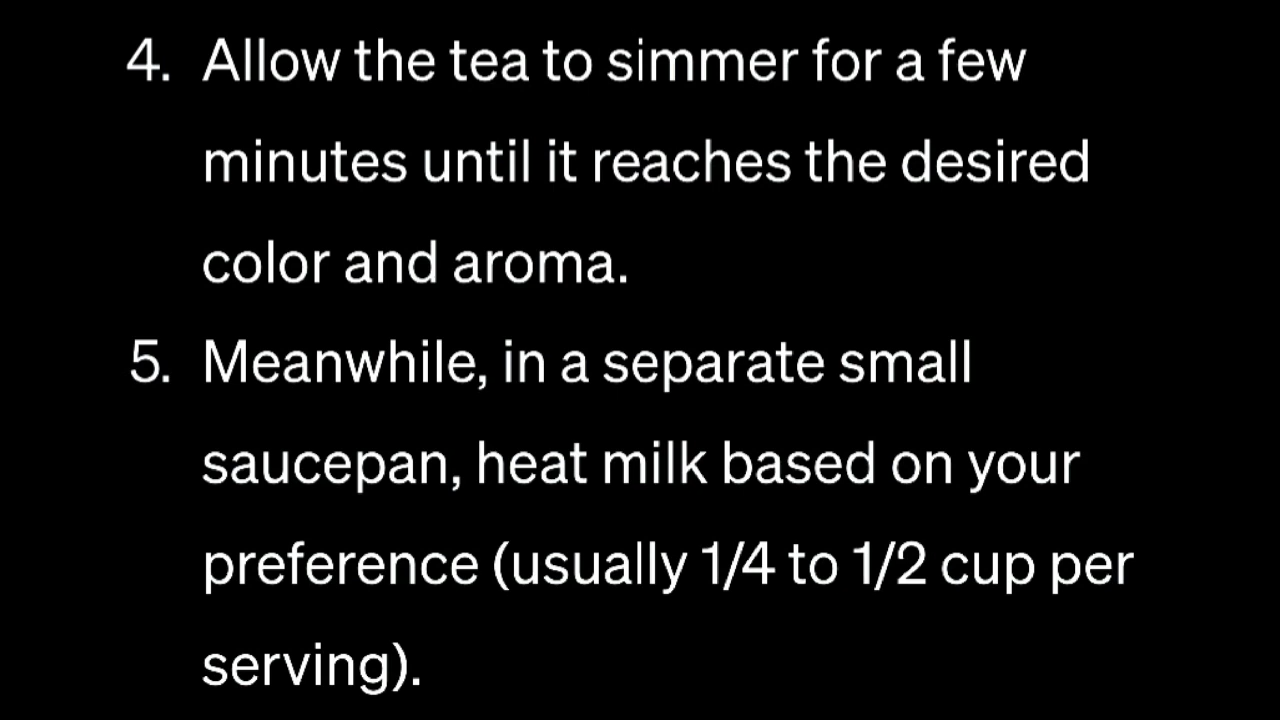 4. Allow the tea to simmer for a few
minutes until it reaches the desired
color and aroma.
5. Meanwhile, in a separate small
saucepan, heat milk based on your
preference (usually 1/4 to 1/2 cup per
serving).